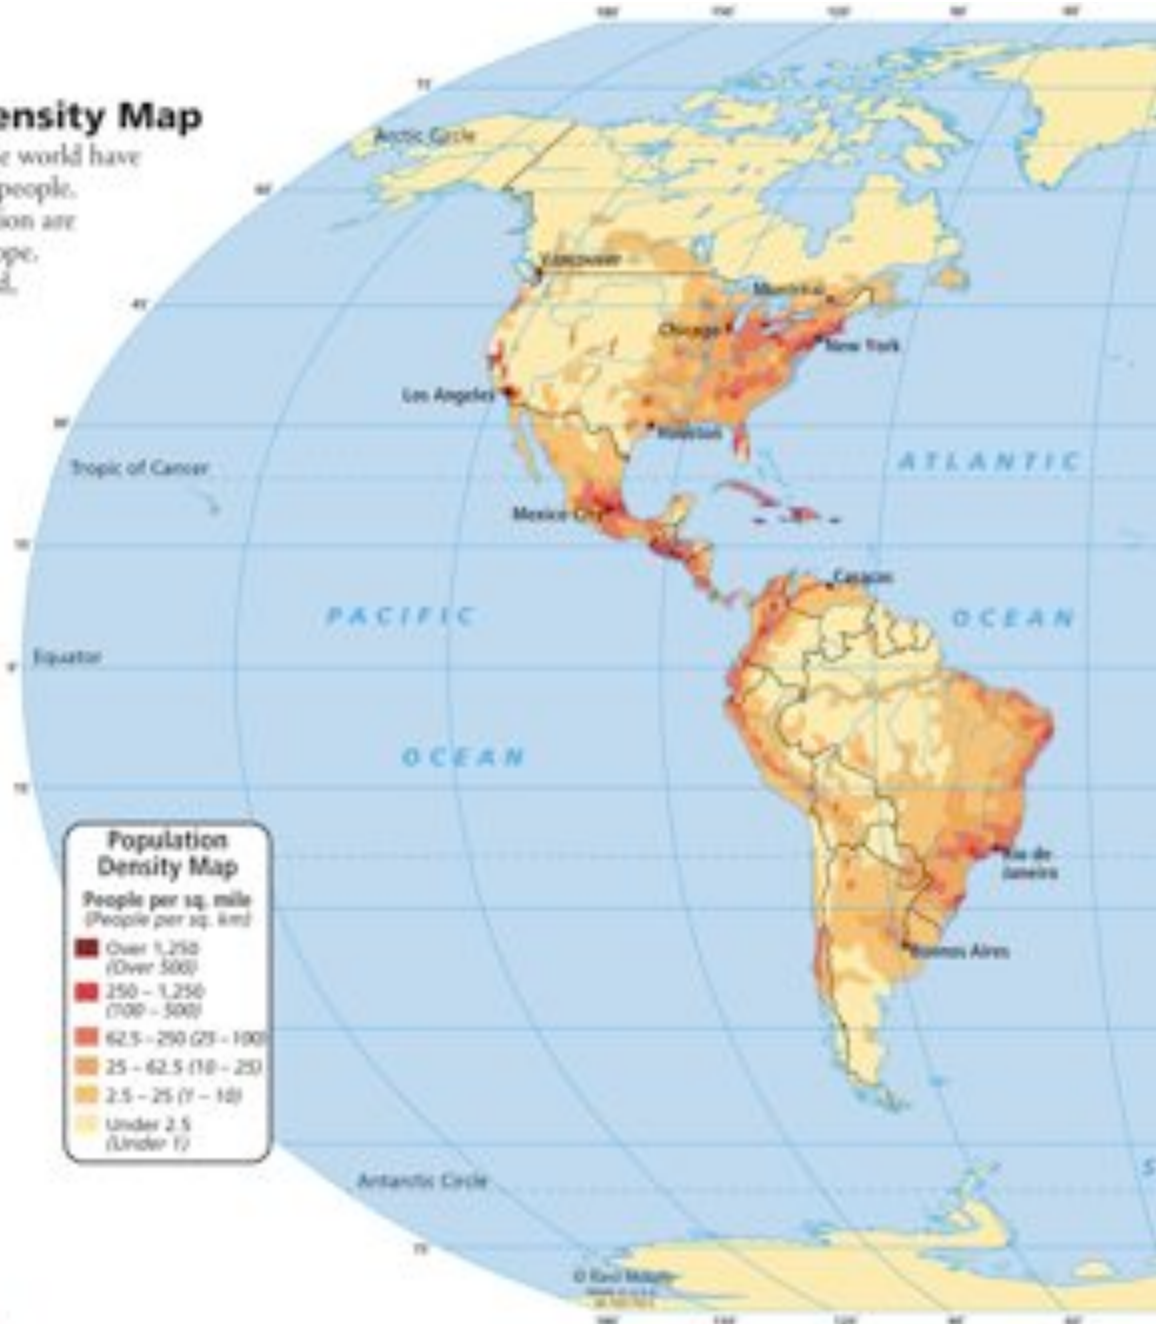 ensity Map
e world have
people.
ion are
ope.
Arctic Circle
Vancouver
Montréal
Chicago
New York
Los Angeles
Houston
ATLANTIC
Tropic of Cancer
Mexico City
Caracas
PACIFIC
OCEAN
Equator
OCEAN
Rio de
Janeiro
Buenos Aires
Population
Density Map
People per sq. mile
(People per sq. km)
Over 1,250
(Over 500)
250 – 1,250
(100 – 500)
62.5 – 250 (25 – 100)
25 – 62.5 (10 – 25)
2.5 – 25 (1 – 10)
Under 2.5
(Under 1)
S
Antarctic Circle
© Rand McNally